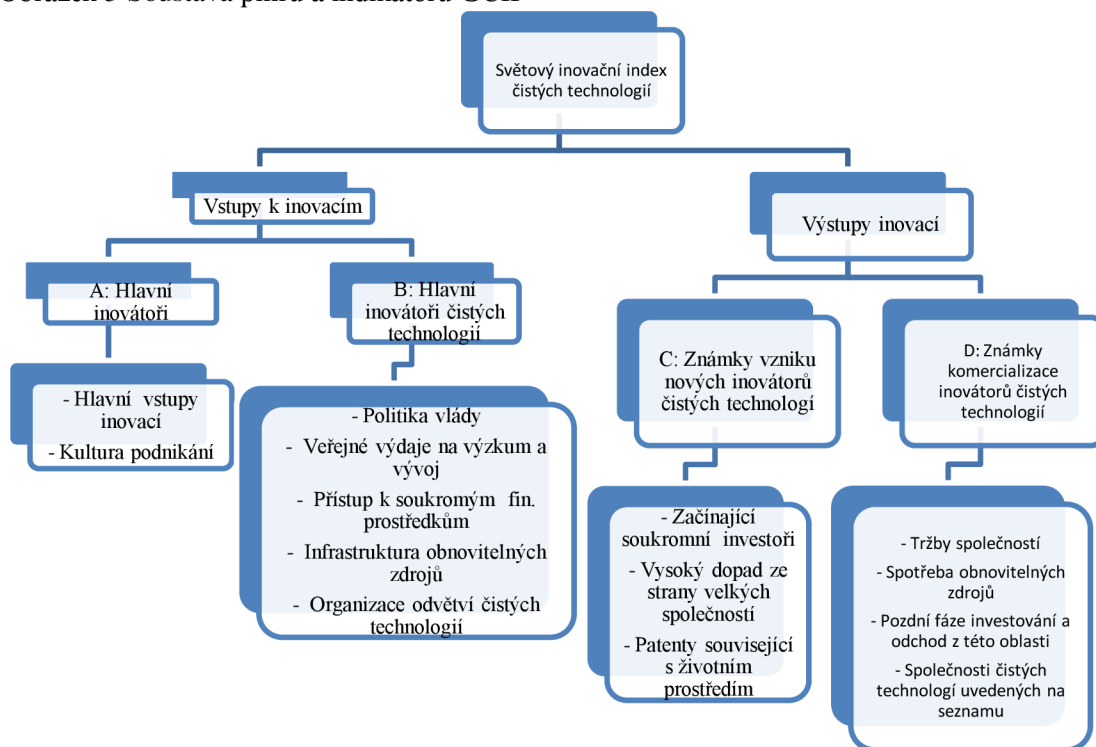 Obrázek Soustava pilířů a indikátorů
Světový inovační index
čistých technologií
Vstupy k inovacím
Výstupy inovací
A: Hlavní
inovátoři
B: Hlavní
inovátoři čistých
technologií
C: Známky vzniku
nových inovátorů
čistých technologí
D: Známky
komercializace
inovátorů čistých
technologií
- Hlavní vstupy
inovací
- Kultura podnikání
- Politika vlády
- Veřejné výdaje na výzkum a
vývoj
- Přístup k soukromým fin.
prostředkům
- Infrastruktura obnovitelných
zdrojů
- Organizace odvětví čistých
technologií
- Začínající
soukromní investoři
- Vysoký dopad ze
strany velkých
společností
- Patenty související
s životním
prostředím
- Tržby společností
- Spotřeba obnovitelných
zdrojů
- Pozdní fáze investování a
odchod z této oblasti
- Společnosti čistých
technologií uvedených na
seznamu